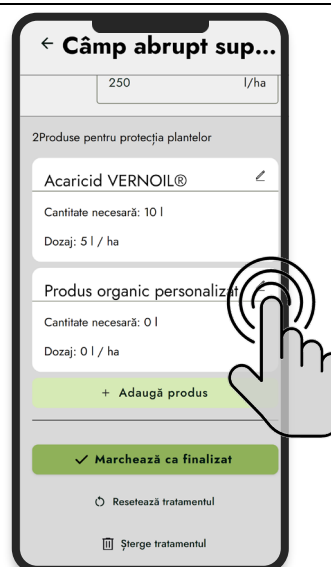 ← Câmp abrupt sup...
250 l/ha
2Produse pentru protecția plantelor
Acaricid VERNOIL®
Cantitate necesară: 10 l
Dozaj: 5 l / ha
Produs organic personalizat
Cantitate necesară: 0 l
Dozaj: 0 l / ha
+ Adaugă produs
✓ Marchează ca finalizat
Resetează tratamentul
Șterge tratamentul